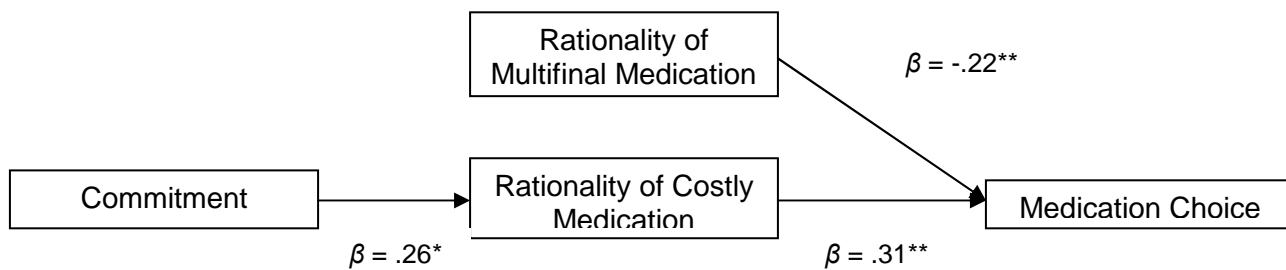 Rationality of
Multifinal Medication
β = -.22**
Commitment
Rationality of Costly
Medication
Medication Choice
β = .26*
β = .31**